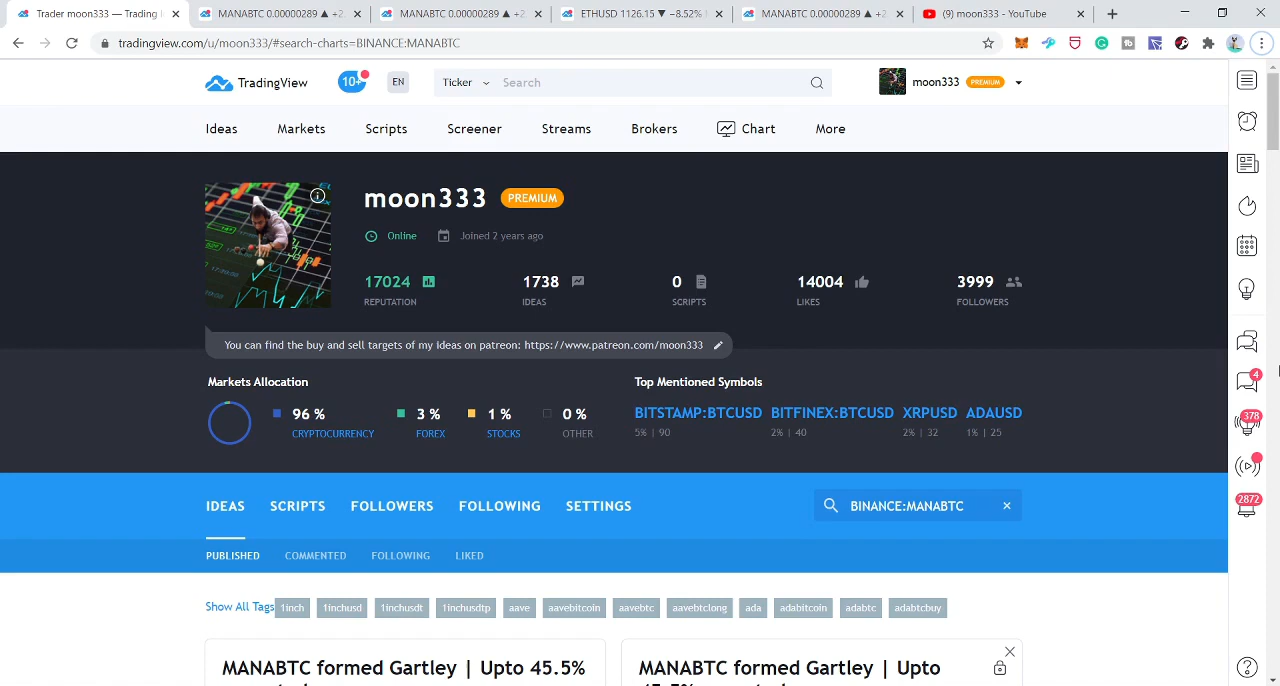 Trader moon333 — Trading I
MANABTC 0.00000289 ▲ +2
MANABTC 0.00000289 ▲ +2
ETHUSD 1126.15 ▼ −8.52%
MANABTC 0.00000289 ▲ +2
(9) moon333 - YouTube
tradingview.com/u/moon333/#search-charts=BINANCE:MANABTC
TradingView
10+
EN
Ticker
Search
moon333 PREMIUM
Ideas Markets Scripts Screener Streams Brokers Chart More
moon333 PREMIUM
Online Joined 2 years ago
17024 1738 0 14004 3999
REPUTATION IDEAS SCRIPTS LIKES FOLLOWERS
You can find the buy and sell targets of my ideas on patreon: https://www.patreon.com/moon333
Markets Allocation
96 % 3 % 1 % 0 %
CRYPTOCURRENCY FOREX STOCKS OTHER
Top Mentioned Symbols
BITSTAMP:BTCUSD BITFINEX:BTCUSD XRPUSD ADAUSD
5% | 90 2% | 40 2% | 32 1% | 25
4
378
2872
IDEAS SCRIPTS FOLLOWERS FOLLOWING SETTINGS
BINANCE:MANABTC
PUBLISHED COMMENTED FOLLOWING LIKED
Show All Tags 1inch 1inchusd 1inchusdt 1inchusdtp aave aavebitcoin aavebtc aavebtclong ada adabitcoin adabtc adabtcbuy
MANABTC formed Gartley | Upto 45.5%
MANABTC formed Gartley | Upto